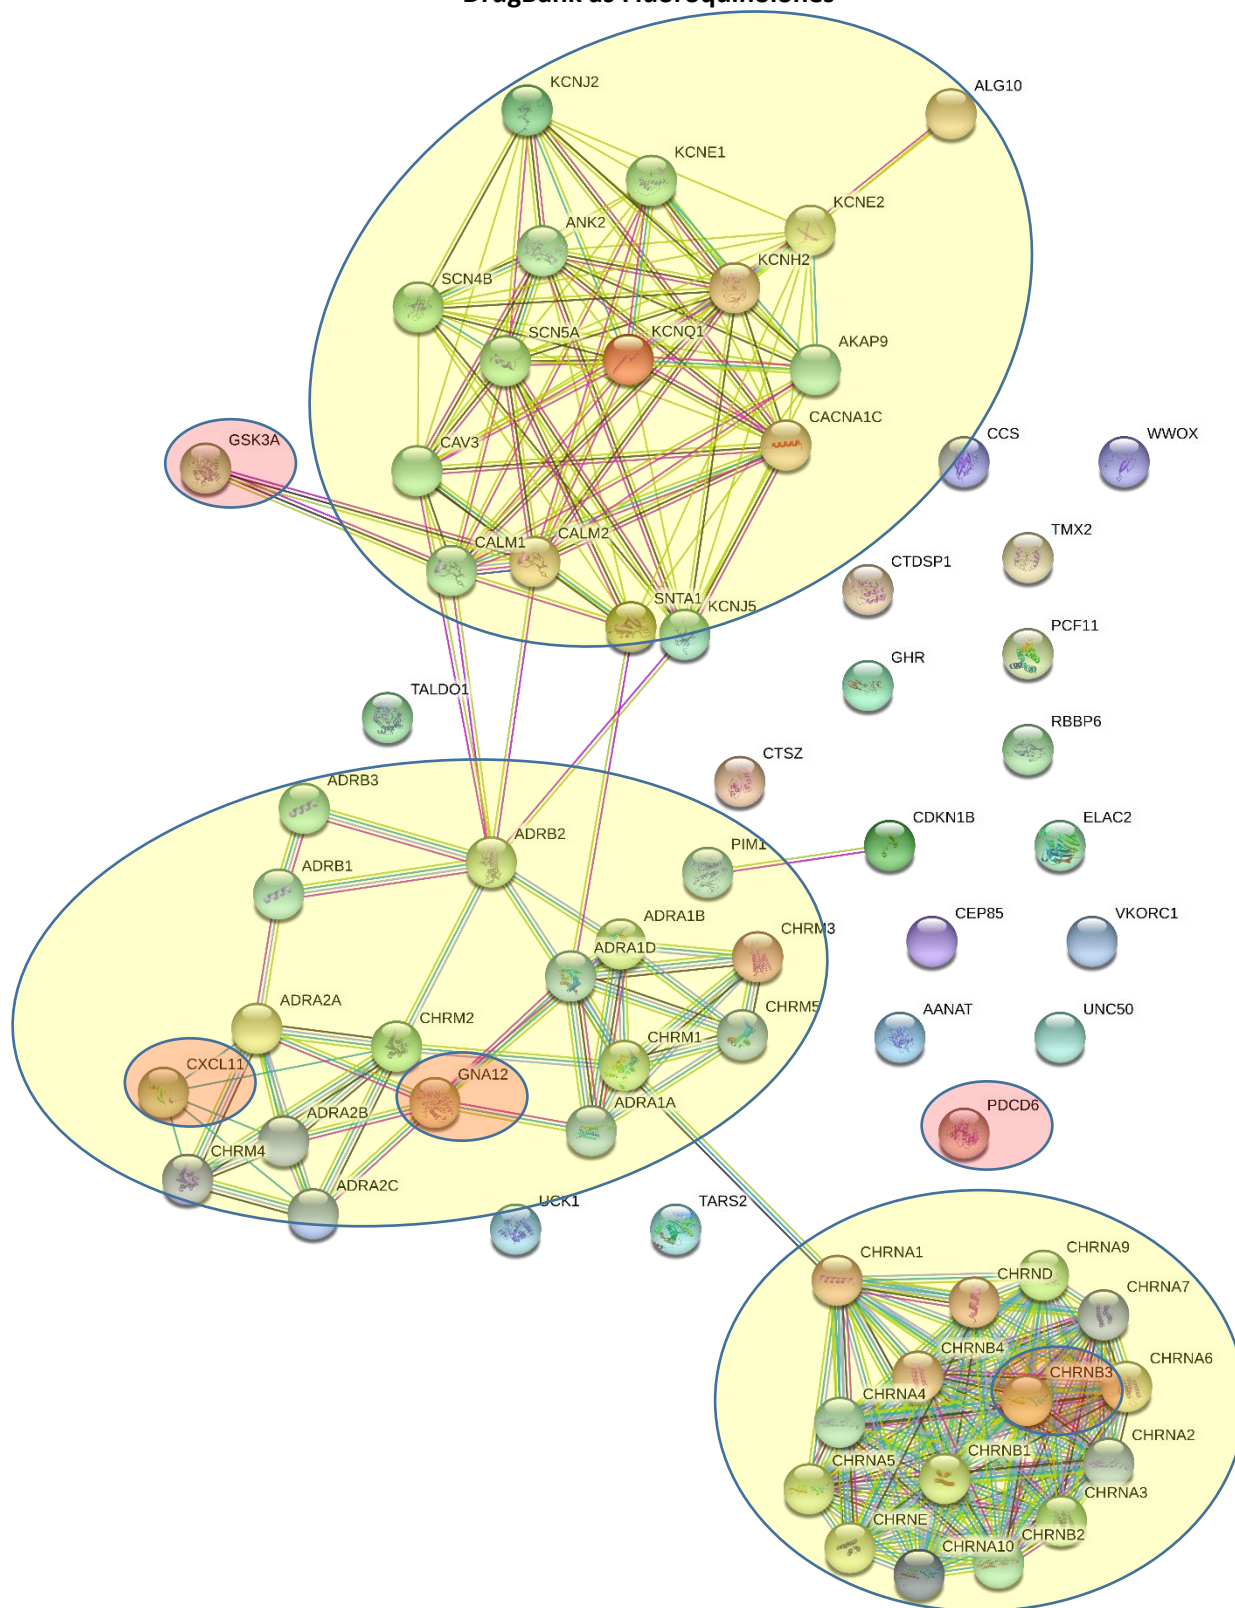 DrugBank as Fluoroquinolones
KCNJ2
ALG10
KCNE1
KCNE2
ANK2
KCNH2
SCN4B
SCN5A
KCNQ1
AKAP9
CACNA1C
GSK3A
CAV3
CCS
WWOX
CALM1
CALM2
TMX2
CTDSP1
SNTA1
KCNJ5
PCF11
GHR
TALDO1
RBBP6
CTSZ
ADRB3
ADRB2
PIM1
CDKN1B
ELAC2
ADRB1
ADRA1B
CHRM3
CEP85
VKORC1
ADRA1D
ADRA2A
CHRM2
CHRM1
CHRM5
AANAT
UNC50
CXCL11
GNA12
ADRA2B
ADRA1A
PDCD6
CHRM4
ADRA2C
UCK1
TARS2
CHRNA1
CHRND
CHRNA9
CHRNA7
CHRNB4
CHRNB3
CHRNA6
CHRNA4
CHRNA2
CHRNA5
CHRNB1
CHRNA3
CHRNE
CHRNA10
CHRNB2